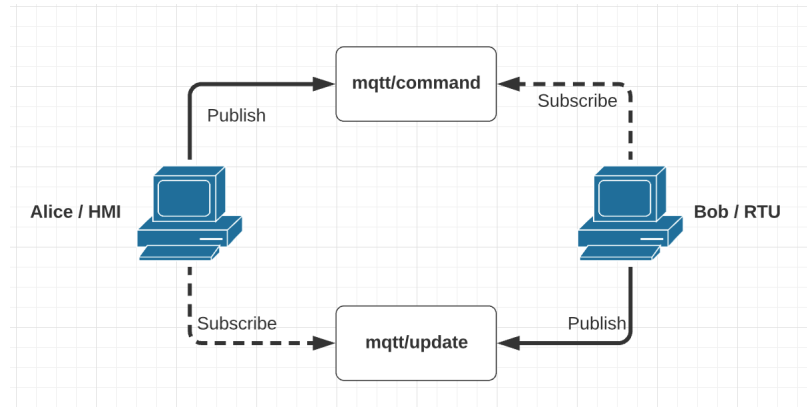 mqtt/command
Publish
Subscribe
Alice / HMI
Bob / RTU
Subscribe
Publish
mqtt/update